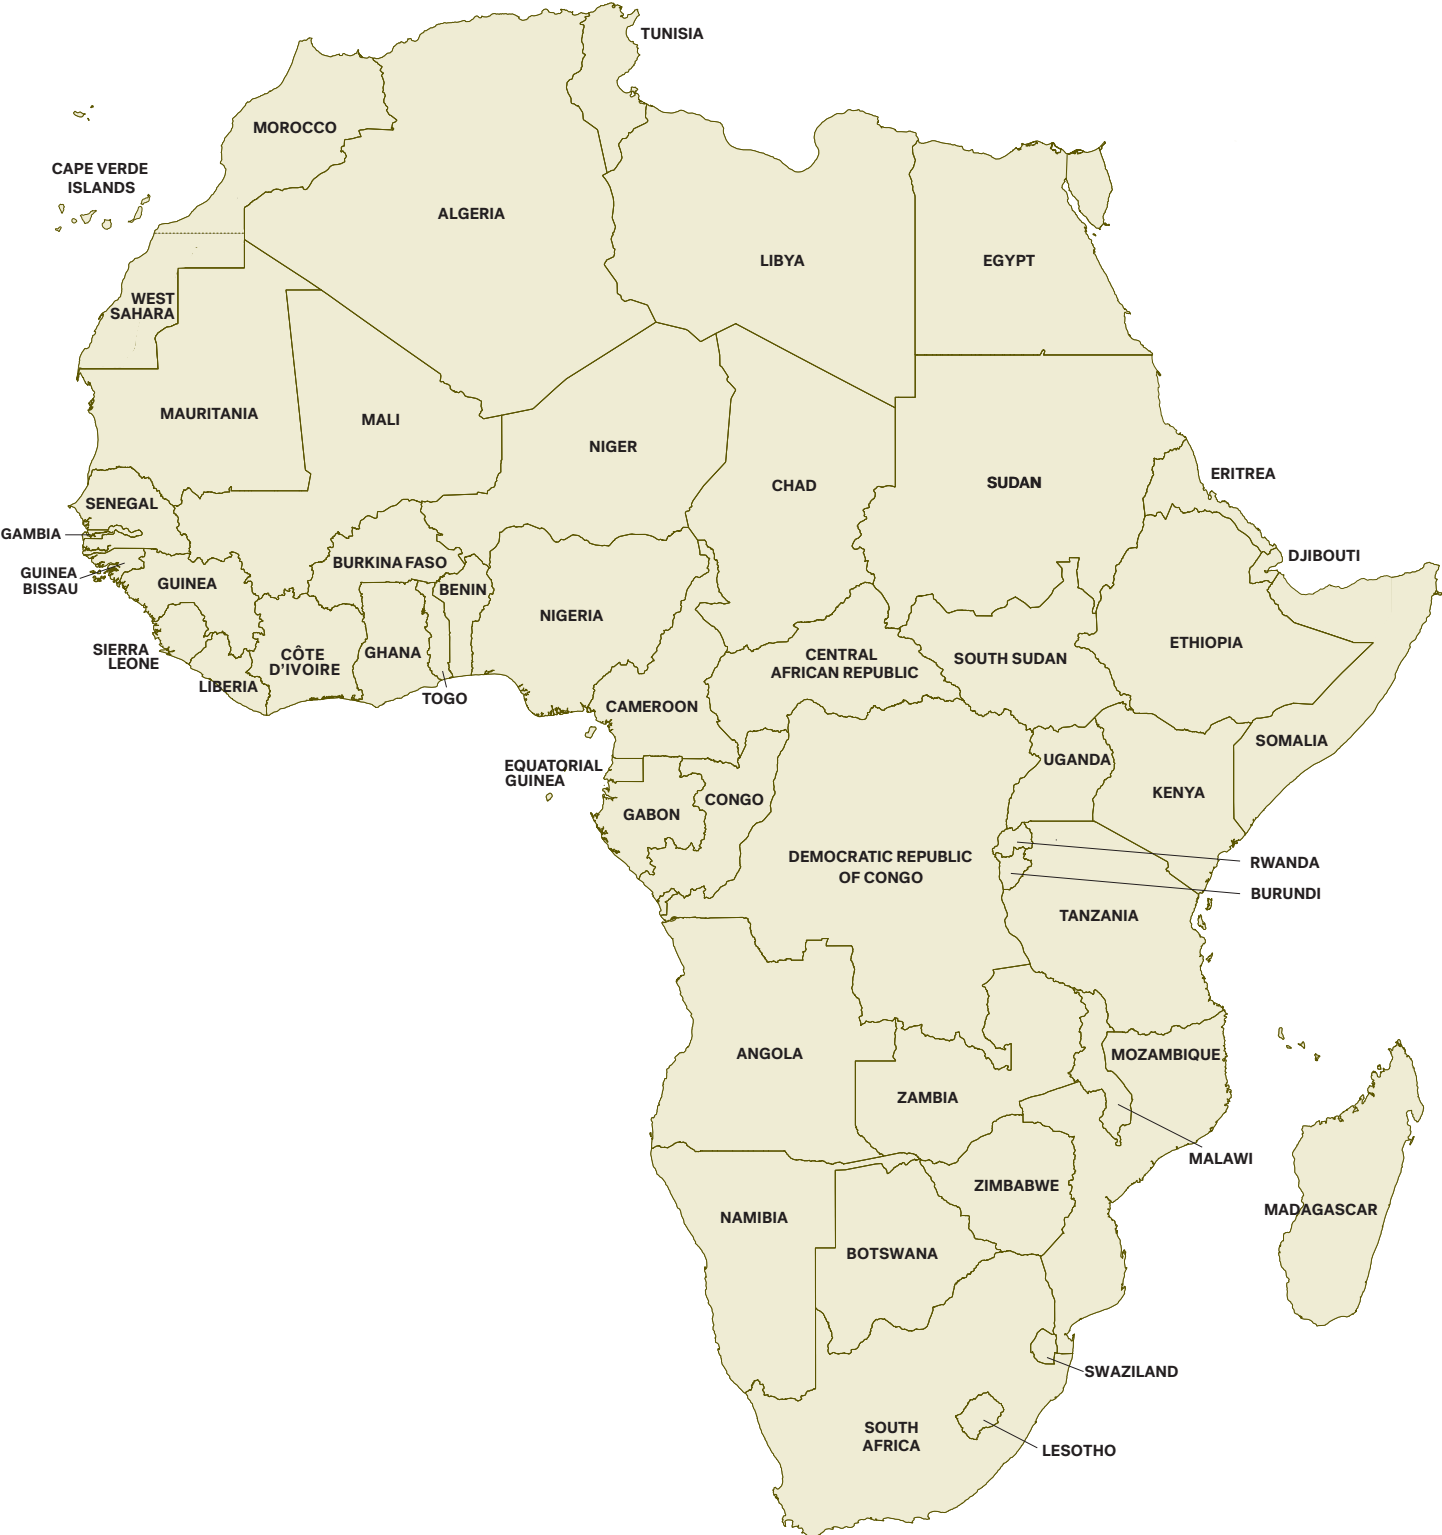 TUNISIA
MOROCCO
CAPE VERDE
ISLANDS
ALGERIA
LIBYA
EGYPT
WEST
SAHARA
MAURITANIA
MALI
NIGER
CHAD
SUDAN
ERITREA
SENEGAL
GAMBIA
DJIBOUTI
BURKINA FASO
GUINEA
BISSAU
GUINEA
BENIN
NIGERIA
ETHIOPIA
SIERRA
LEONE
CÔTE
D’IVOIRE
GHANA
CENTRAL
AFRICAN REPUBLIC
SOUTH SUDAN
LIBERIA
TOGO
CAMEROON
SOMALIA
UGANDA
EQUATORIAL
GUINEA
KENYA
CONGO
GABON
DEMOCRATIC REPUBLIC
OF CONGO
RWANDA
BURUNDI
TANZANIA
ANGOLA
MOZAMBIQUE
ZAMBIA
MALAWI
ZIMBABWE
MADAGASCAR
NAMIBIA
BOTSWANA
SWAZILAND
SOUTH
AFRICA
LESOTHO